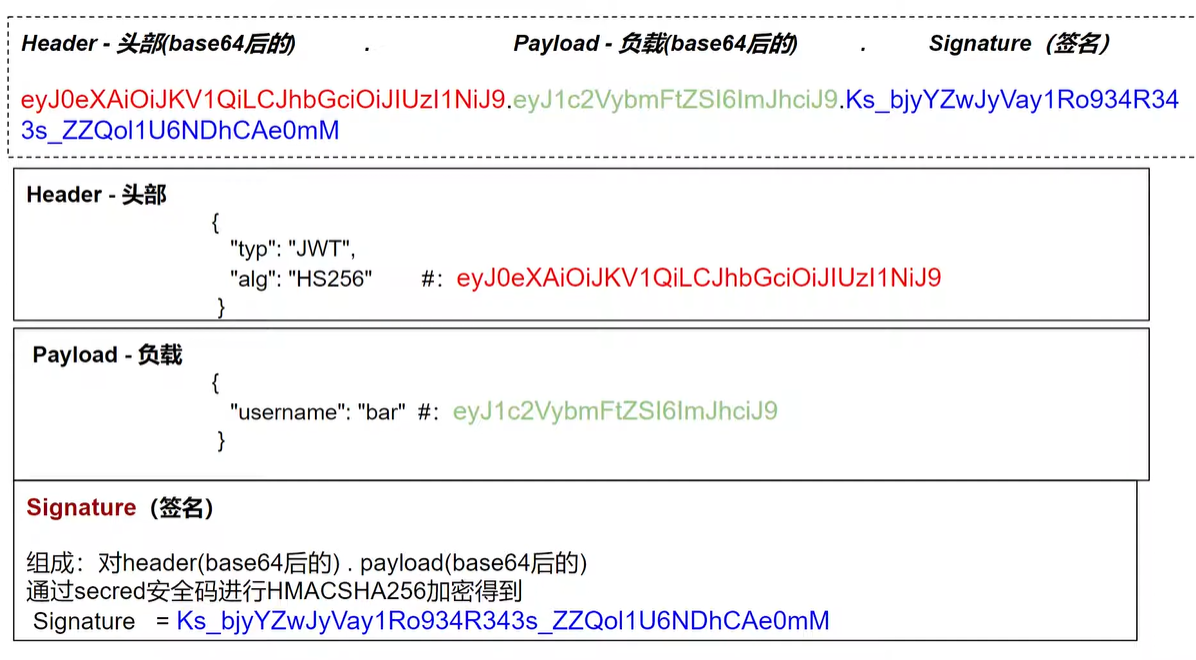 Header - 头部(base64后的) . Payload - 负载(base64后的) . Signature（签名）
eyJ0eXAiOiJKV1QiLCJhbGciOiJIUzI1NiJ9.eyJ1c2VybmFtZSI6ImJhciJ9.Ks_bjyYZwJyVay1Ro934R34
3s_ZZQol1U6NDhCAe0mM
Header - 头部
{
"typ": "JWT",
"alg": "HS256" #: eyJ0eXAiOiJKV1QiLCJhbGciOiJIUzI1NiJ9
}
Payload - 负载
{
"username": "bar" #: eyJ1c2VybmFtZSI6ImJhciJ9
}
Signature（签名）
组成：对header(base64后的) . payload(base64后的)
通过secred安全码进行HMACSHA256加密得到
Signature = Ks_bjyYZwJyVay1Ro934R343s_ZZQol1U6NDhCAe0mM